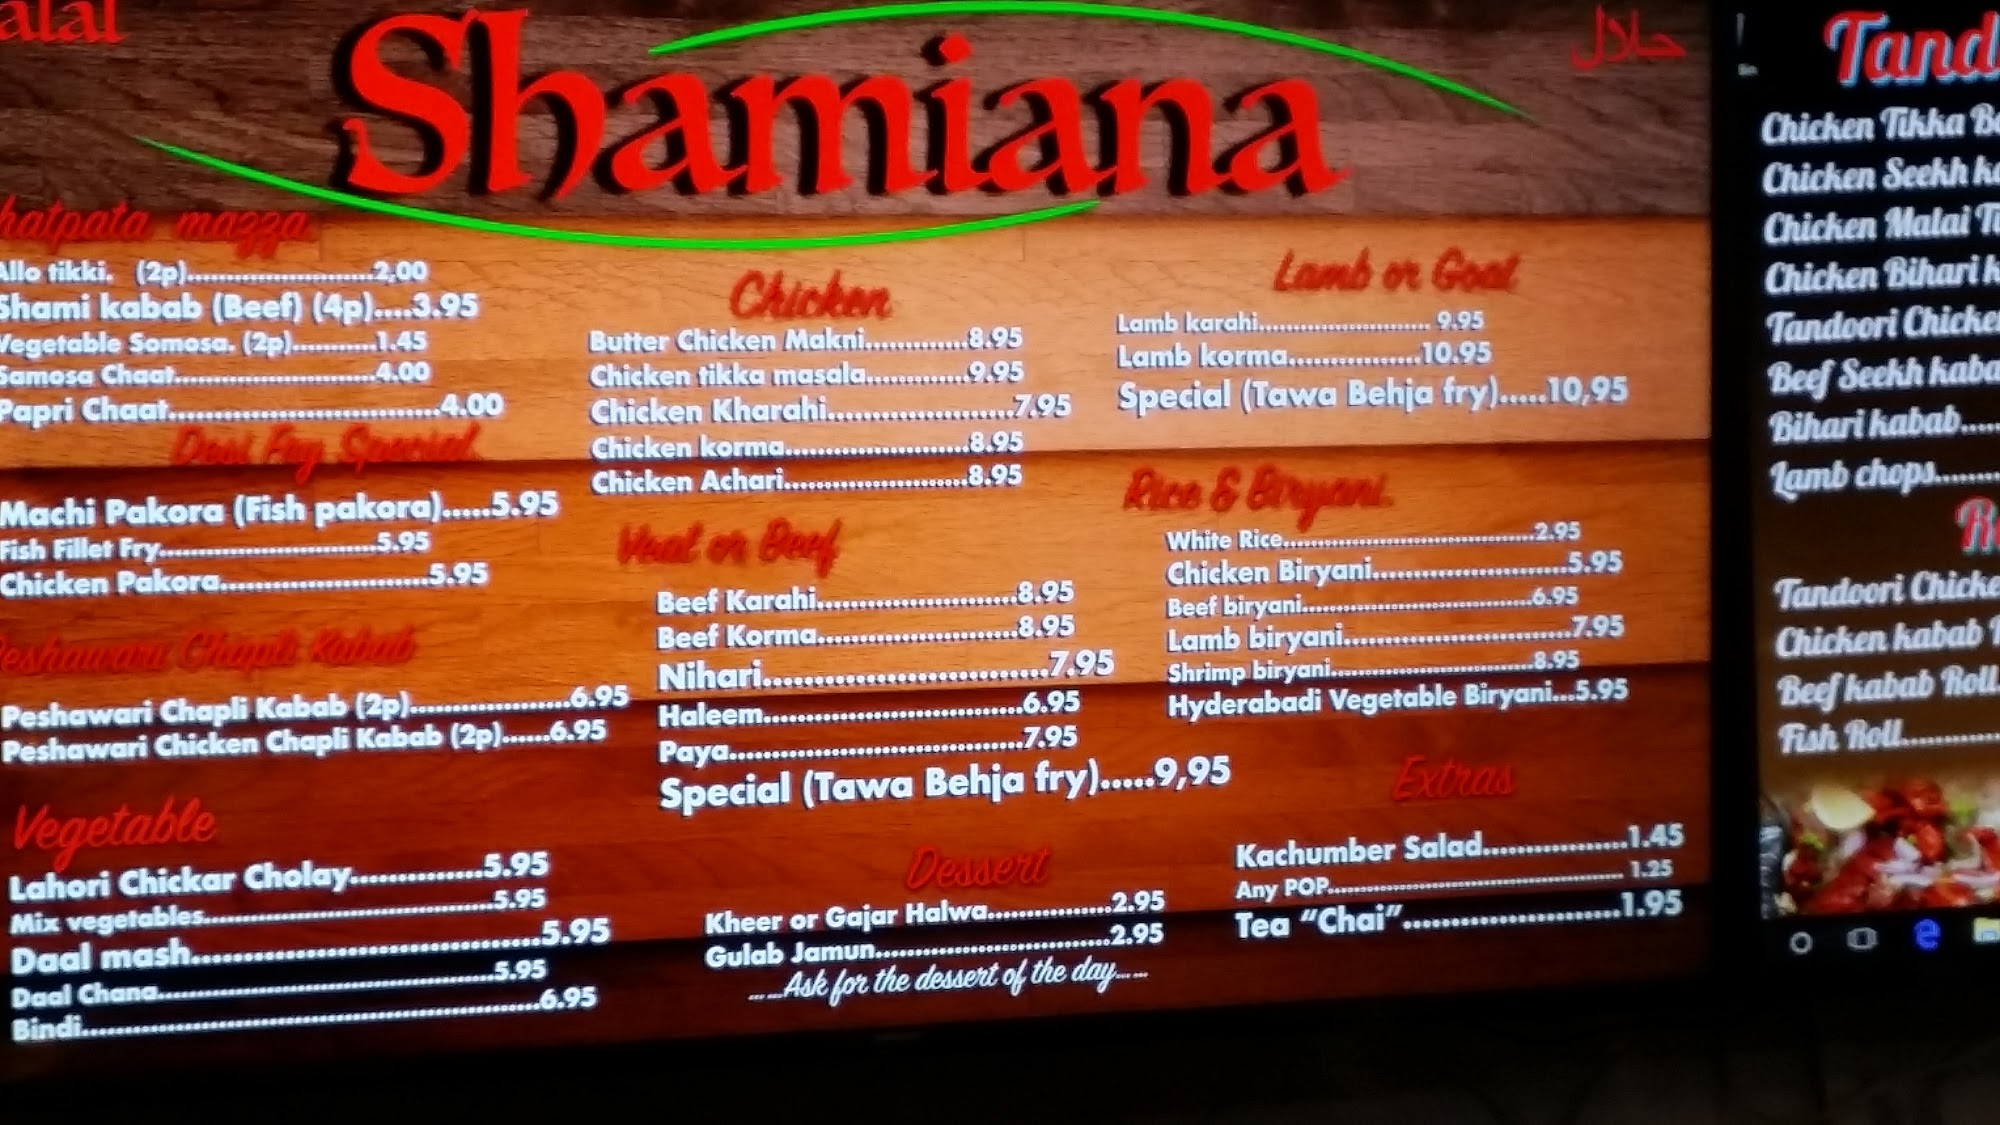 Shamiana
حلال
mazza
Allo tikki. (2p)........................2,00
Shami kabab (Beef) (4p)....3.95
Vegetable Somosa. (2p)...........1.45
Samosa Chaat..........................4.00
Papri Chaat................................4.00
Desi Fry Special
Machi Pakora (Fish pakora).....5.95
Fish Fillet Fry............................5.95
Chicken Pakora........................5.95
Peshawari Chapli Kabab
Peshawari Chapli Kabab (2p)...................6.95
Peshawari Chicken Chapli Kabab (2p)......6.95
Vegetable
Lahori Chickar Cholay..............5.95
Mix vegetables......................................5.95
Daal mash.....................................5.95
Daal Chana............................................5.95
Bindi.......................................................6.95
Chicken
Butter Chicken Makni.............8.95
Chicken tikka masala.............9.95
Chicken Kharahi......................7.95
Chicken korma.......................8.95
Chicken Achari.......................8.95
Veal or Beef
Beef Karahi........................8.95
Beef Korma........................8.95
Nihari..................................7.95
Haleem...............................6.95
Paya...................................7.95
Special (Tawa Behja fry).....9,95
Dessert
Kheer or Gajar Halwa...............2.95
Gulab Jamun............................2.95
......Ask for the dessert of the day......
Lamb or Goat
Lamb karahi.......................... 9.95
Lamb korma.................10.95
Special (Tawa Behja fry).....10,95
Rice & Biryani.
White Rice......................................2.95
Chicken Biryani........................5.95
Beef biryani...................................6.95
Lamb biryani............................7.95
Shrimp biryani..............................8.95
Hyderabadi Vegetable Biryani...5.95
Extras
Kachumber Salad.................1.45
Any POP............................................ 1.25
Tea “Chai”........................1.95
Chicken Tikka
Chicken Seekh
Chicken Malai
Chicken Bihari
Tandoori Chicken
Beef Seekh
Bihari kabab.....
Lamb chops........
Tandoori
Chicken kabab
Beef kabab Roll
Fish Roll............